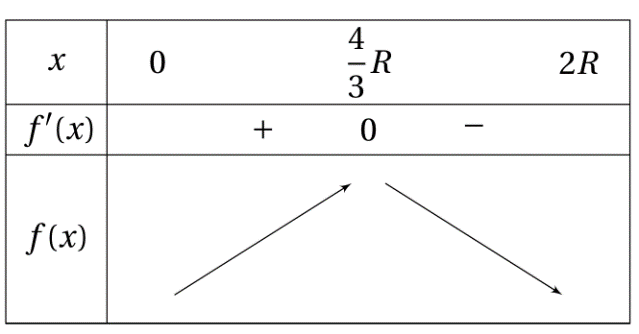 x 0 4/3 R 2R
f′(x) + 0 −
f(x)